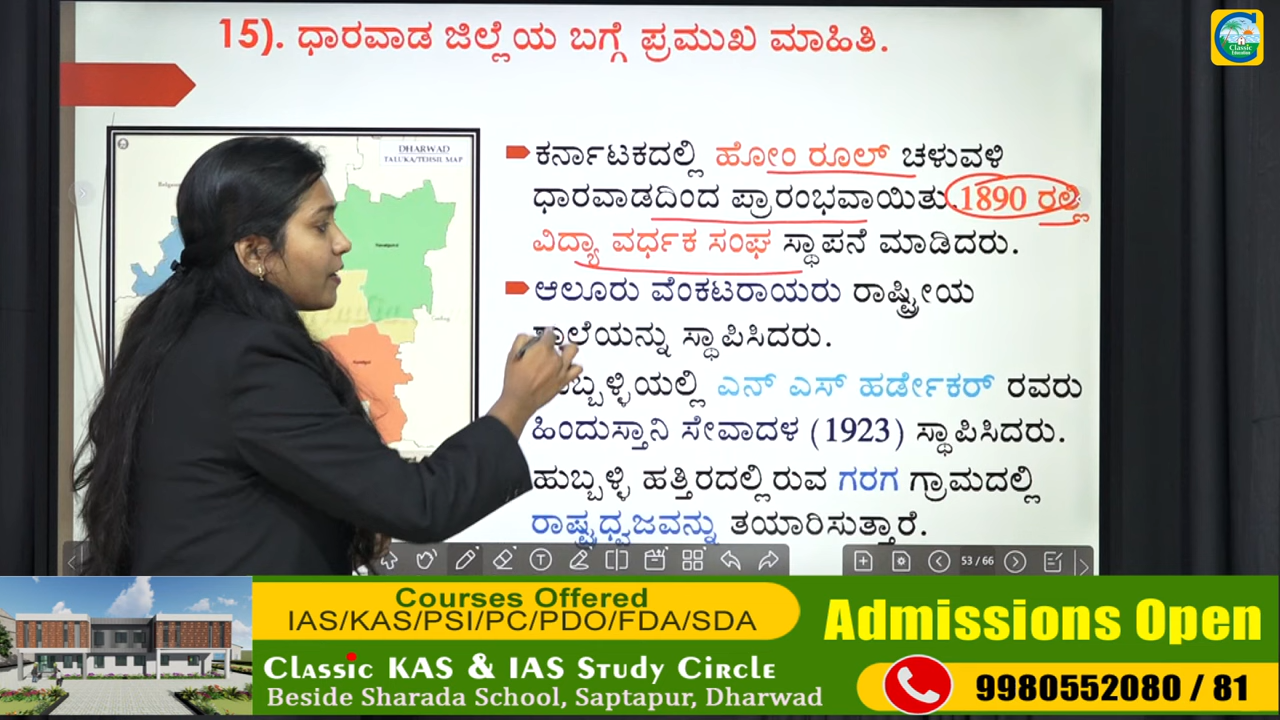 15). ಧಾರವಾಡ ಜಿಲ್ಲೆಯ ಬಗ್ಗೆ ಪ್ರಮುಖ ಮಾಹಿತಿ.
Classic
Education
DHARWAD
TALUKA/TEHSIL MAP
ಕರ್ನಾಟಕದಲ್ಲಿ ಹೋಂ ರೂಲ್ ಚಳುವಳಿ
ಧಾರವಾಡದಿಂದ ಪ್ರಾರಂಭವಾಯಿತು. 1890 ರಲ್ಲಿ
ವಿದ್ಯಾ ವರ್ಧಕ ಸಂಘ ಸ್ಥಾಪನೆ ಮಾಡಿದರು.
ಆಲೂರು ವೆಂಕಟರಾಯರು ರಾಷ್ಟ್ರೀಯ
ಶಾಲೆಯನ್ನು ಸ್ಥಾಪಿಸಿದರು.
ಎನ್ ಎಸ್ ಹರ್ಡೇಕರ್ ರವರು
ಹಿಂದುಸ್ತಾನಿ ಸೇವಾದಳ (1923) ಸ್ಥಾಪಿಸಿದರು.
ಹುಬ್ಬಳ್ಳಿ ಹತ್ತಿರದಲ್ಲಿರುವ ಗರಗ ಗ್ರಾಮದಲ್ಲಿ
ರಾಷ್ಟ್ರಧ್ವಜವನ್ನು ತಯಾರಿಸುತ್ತಾರೆ.
53 / 66
Courses Offered
IAS/KAS/PSI/PC/PDO/FDA/SDA
Classic KAS & IAS Study Circle
Beside Sharada School, Saptapur, Dharwad
Admissions Open
9980552080 / 81